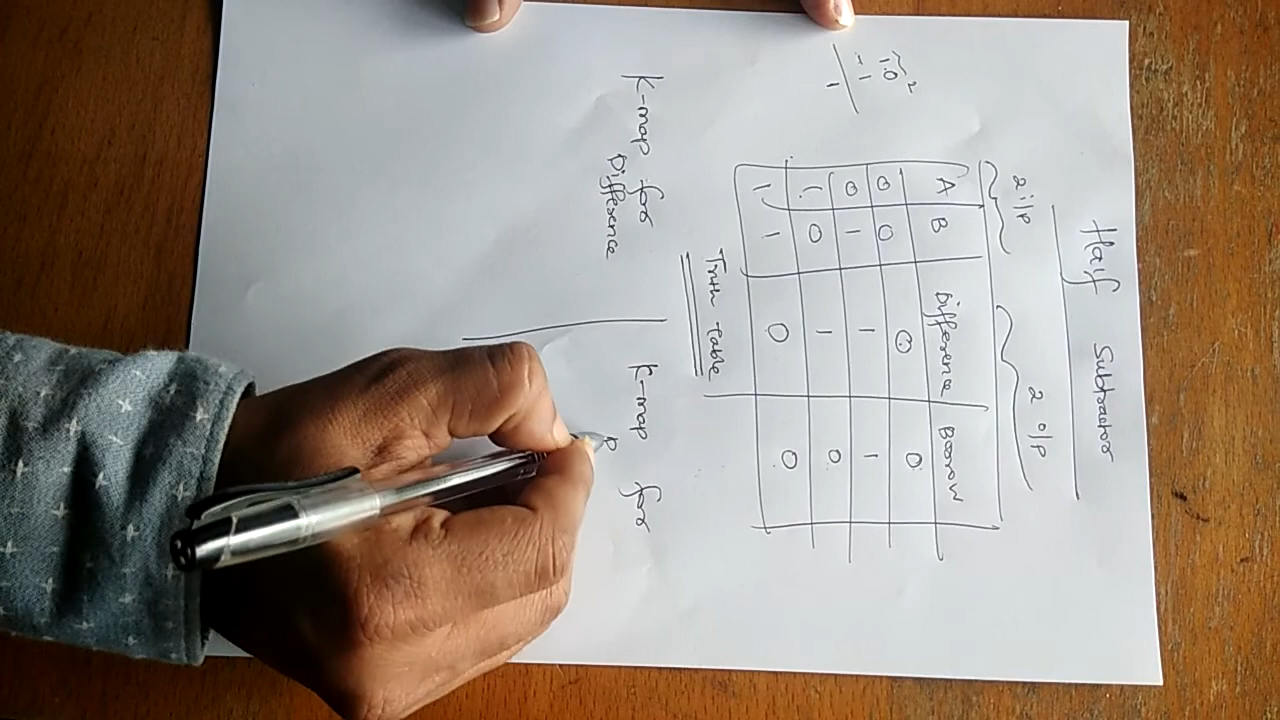 Half Subtractor
2 i/p 2 o/p
A B Difference Borrow
0 0 0 0
0 1 1 1
1 0 1 0
1 1 0 0
Truth table
K-map for Difference
K-map for B